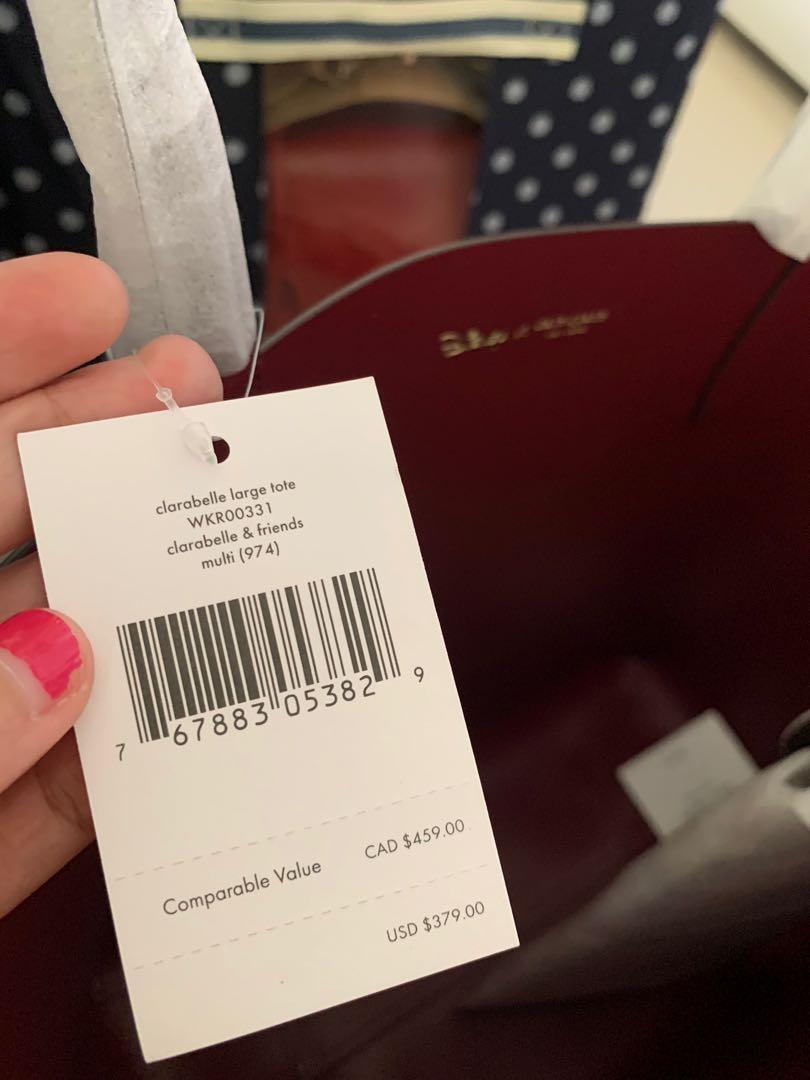 clarabelle large tote
WKR00331
clarabelle & friends
multi (974)
7 67883 05382 9
Comparable Value CAD $459.00
USD $379.00